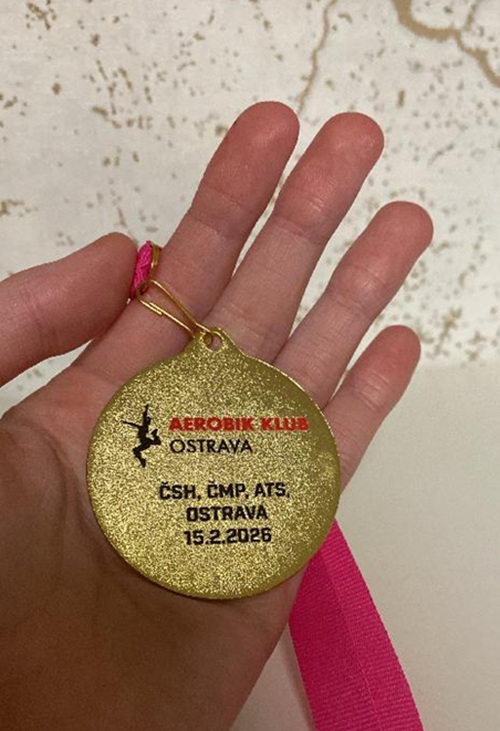 AEROBIK KLUB
OSTRAVA
ČSH, ČMP, ATS,
OSTRAVA
15.2.2026